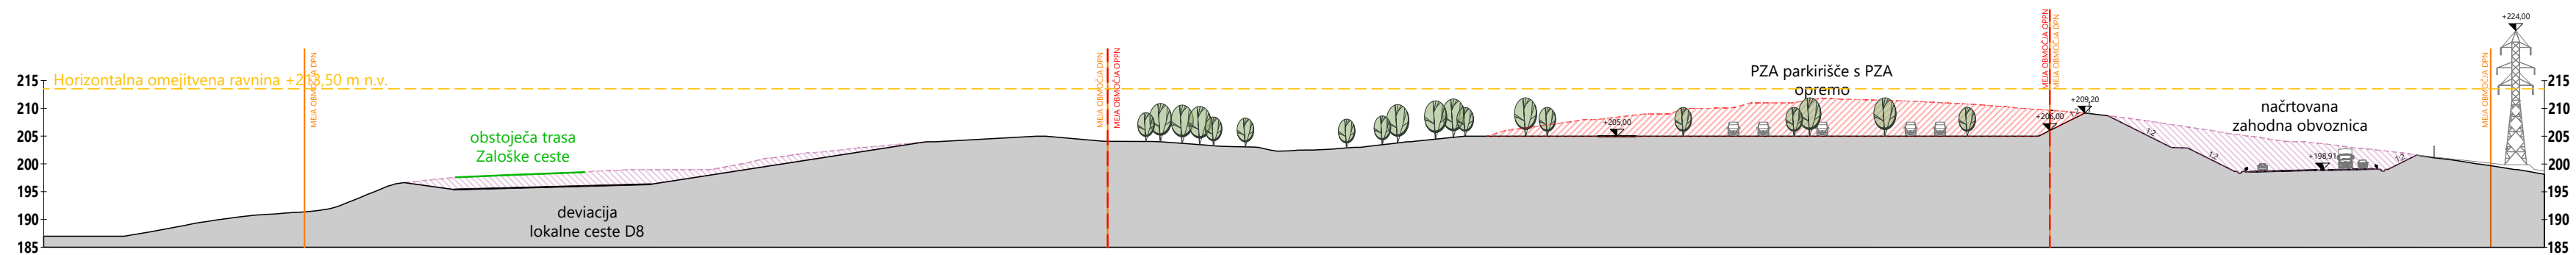 +224,00
MEJA OBMOČJA DPN
MEJA OBMOČJA DPN
MEJA OBMOČJA OPPN
MEJA OBMOČJA OPPN
MEJA OBMOČJA DPN
MEJA OBMOČJA DPN
215
Horizontalna omejitvena ravnina +213,50 m n.v.
PZA parkirišče s PZA
opremo
215
210
+209,20
načrtovana
zahodna obvoznica
210
205
obstoječa trasa
Zaloške ceste
+205,00
+206,00
1:2
1:2
205
200
1:2
+198,91
1:2
200
195
195
190
deviacija
lokalne ceste D8
190
185
185